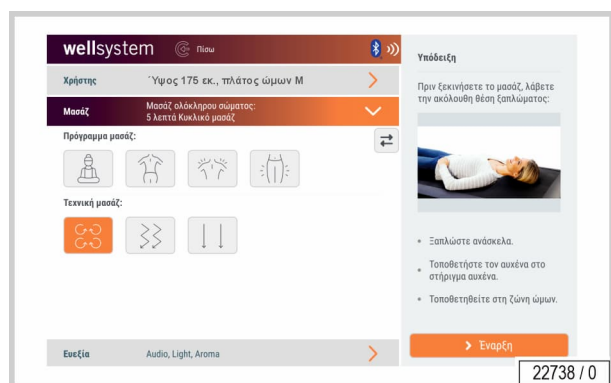 wellsystem Πίσω
Χρήστης ΄Υψος 175 εκ., πλάτος ώμων M
Μασάζ Μασάζ ολόκληρου σώματος:
5 λεπτά Κυκλικό μασάζ
Πρόγραμμα μασάζ:
Τεχνική μασάζ:
Ευεξία Audio, Light, Aroma
Υπόδειξη
Πριν ξεκινήσετε το μασάζ, λάβετε
την ακόλουθη θέση ξαπλώματος:
• Ξαπλώστε ανάσκελα.
• Τοποθετήστε τον αυχένα στο
στήριγμα αυχένα.
• Τοποθετηθείτε στη ζώνη ώμων.
Έναρξη
22738 / 0